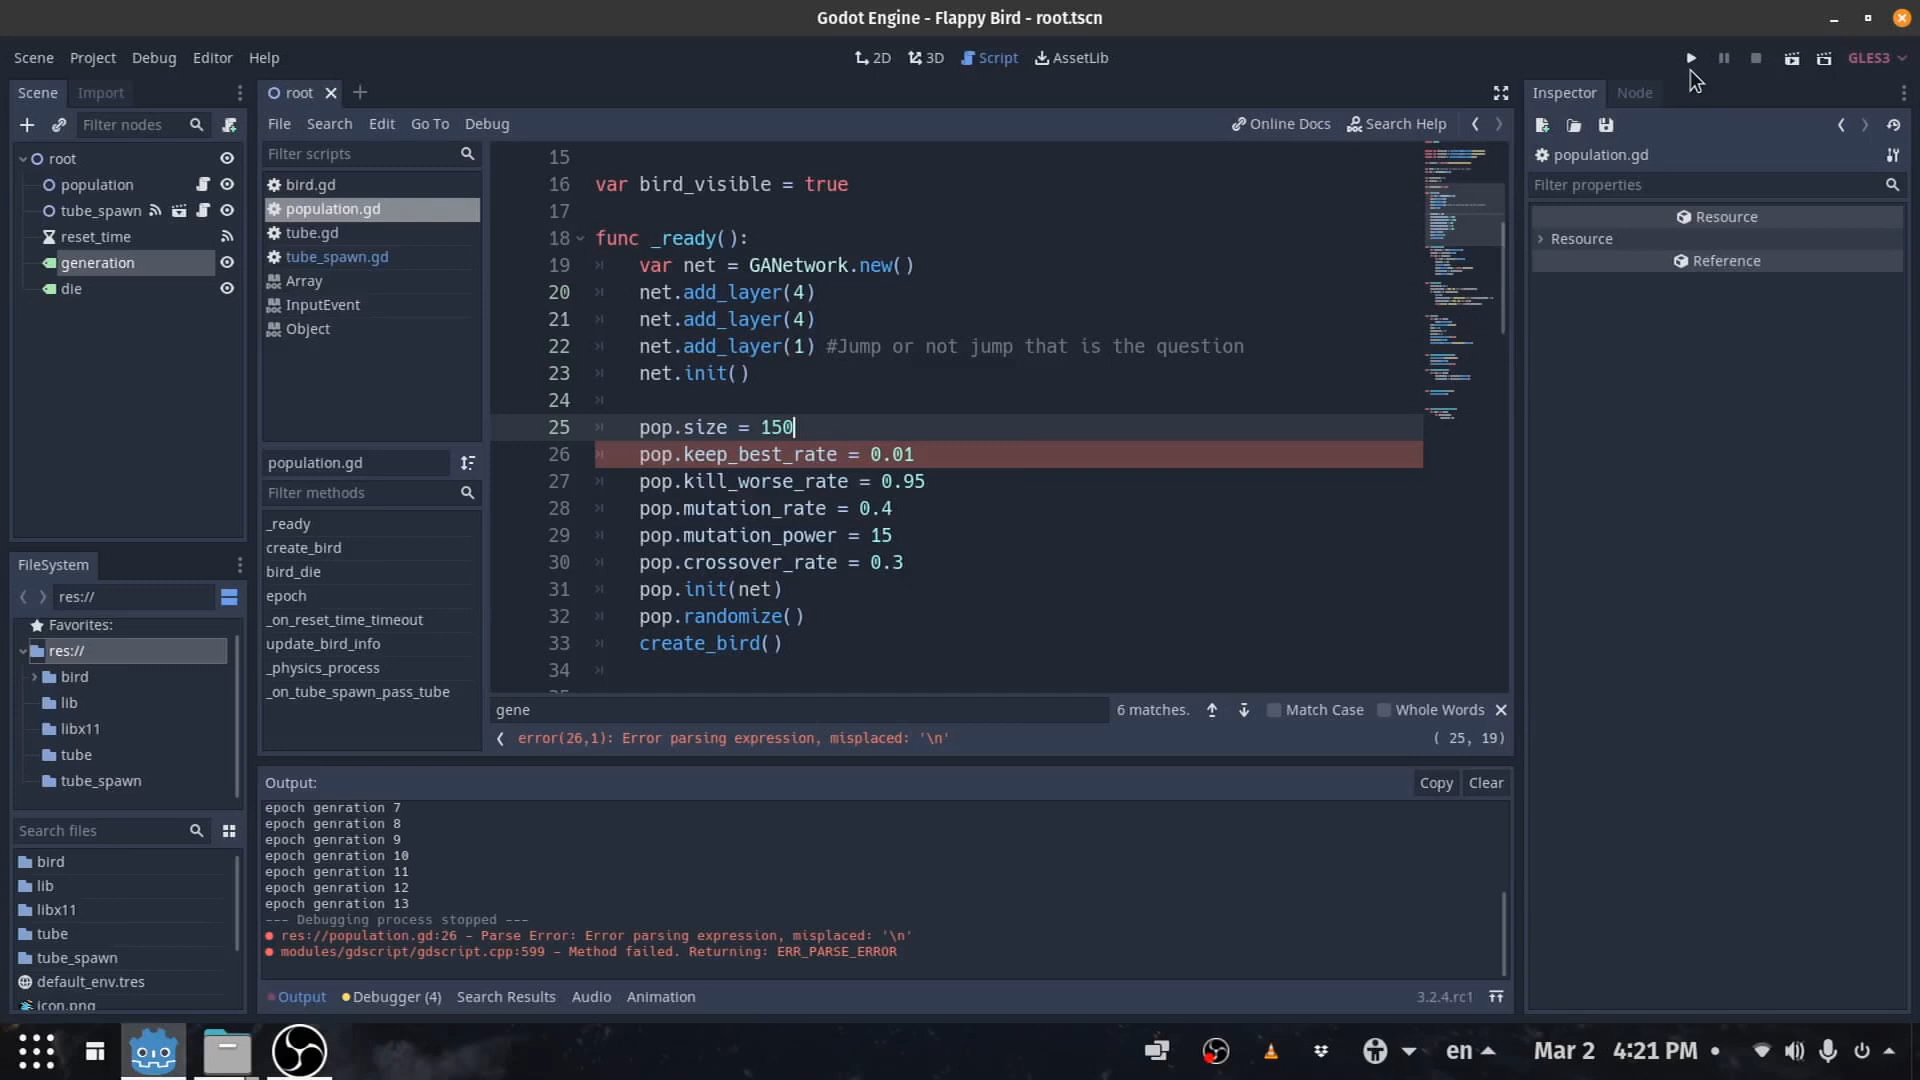 Godot Engine - Flappy Bird - root.tscn
Scene Project Debug Editor Help
2D 3D Script AssetLib
GLES3
Scene Import
Filter nodes
root
population
tube_spawn
reset_time
generation
die
FileSystem
res://
Favorites:
res://
bird
lib
libx11
tube
tube_spawn
Search files
bird
lib
libx11
tube
tube_spawn
default_env.tres
icon.png
root
File Search Edit Go To Debug
Online Docs Search Help
Filter scripts
bird.gd
population.gd
tube.gd
tube_spawn.gd
Array
InputEvent
Object
population.gd
Filter methods
_ready
create_bird
bird_die
epoch
_on_reset_time_timeout
update_bird_info
_physics_process
_on_tube_spawn_pass_tube
15
16 var bird_visible = true
17
18 func _ready():
19 var net = GANetwork.new()
20 net.add_layer(4)
21 net.add_layer(4)
22 net.add_layer(1) #Jump or not jump that is the question
23 net.init()
24
25 pop.size = 150
26 pop.keep_best_rate = 0.01
27 pop.kill_worse_rate = 0.95
28 pop.mutation_rate = 0.4
29 pop.mutation_power = 15
30 pop.crossover_rate = 0.3
31 pop.init(net)
32 pop.randomize()
33 create_bird()
34
gene
6 matches. Match Case Whole Words
error(26,1): Error parsing expression, misplaced: '\n'
( 25, 19)
Output:
Copy Clear
epoch genration 7
epoch genration 8
epoch genration 9
epoch genration 10
epoch genration 11
epoch genration 12
epoch genration 13
--- Debugging process stopped ---
res://population.gd:26 - Parse Error: Error parsing expression, misplaced: '\n'
modules/gdscript/gdscript.cpp:599 - Method failed. Returning: ERR_PARSE_ERROR
Output Debugger (4) Search Results Audio Animation
3.2.4.rc1
Inspector Node
population.gd
Filter properties
Resource
Resource
Reference
en Mar 2 4:21 PM